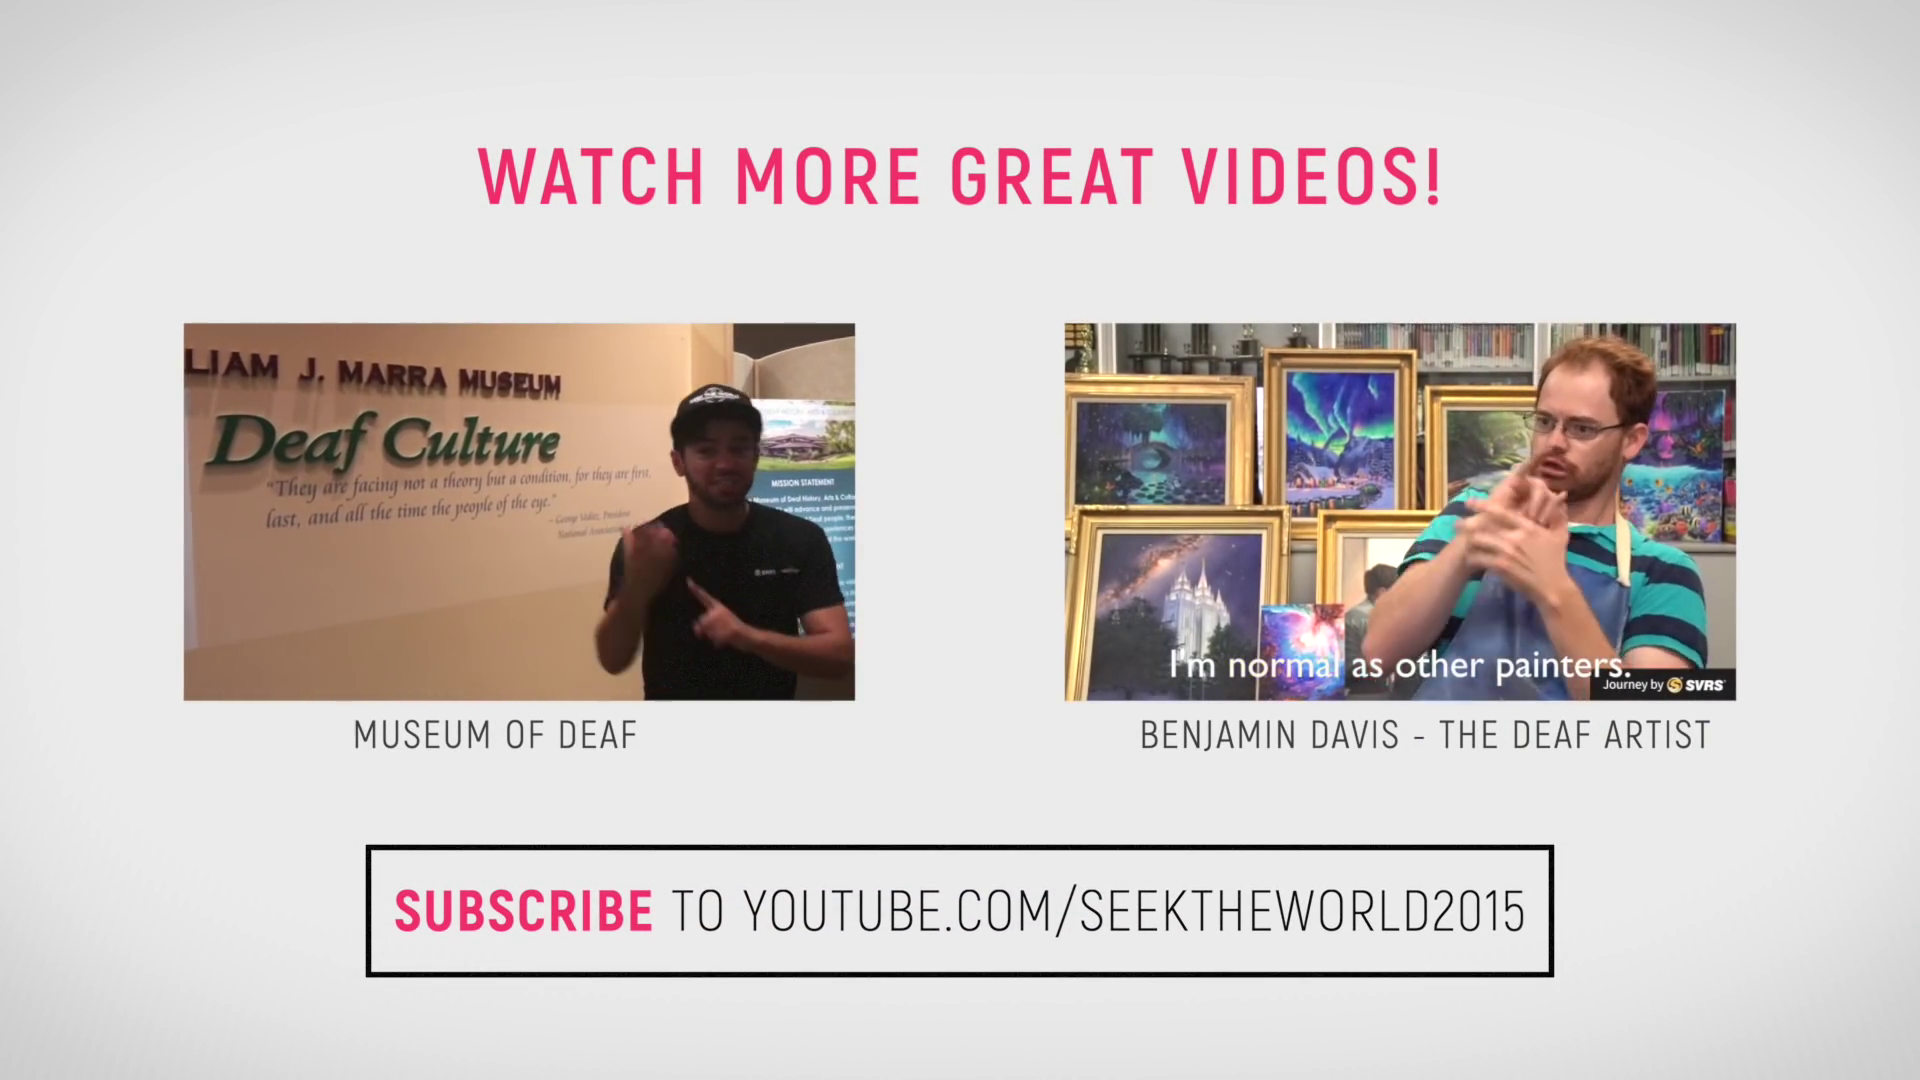 WATCH MORE GREAT VIDEOS!
LIAM J. MARRA MUSEUM
Deaf Culture
"They are facing not a theory but a condition, for they are first,
last, and all the time the people of the eye."
- George Veditz, President
National Association
MISSION STATEMENT
I'm normal as other painters.
Journey by SVRS
MUSEUM OF DEAF
BENJAMIN DAVIS - THE DEAF ARTIST
SUBSCRIBE TO YOUTUBE.COM/SEEKTHEWORLD2015